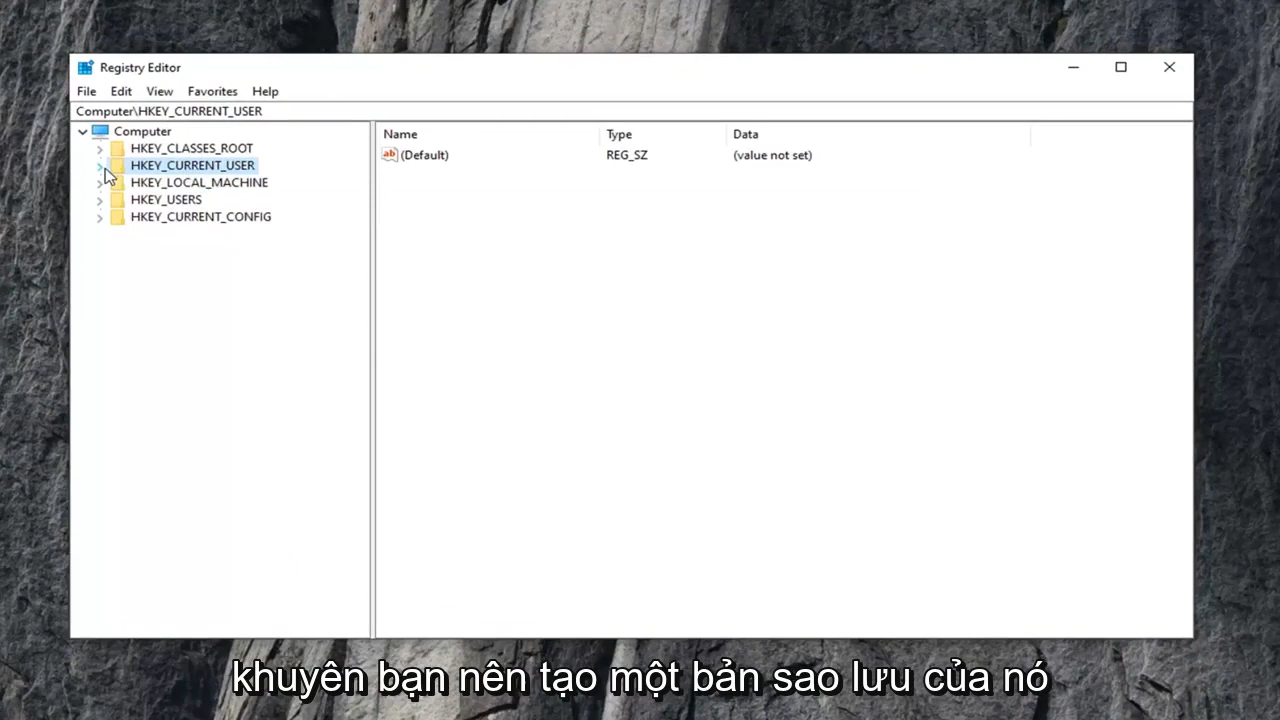 Registry Editor
File Edit View Favorites Help
Computer\HKEY_CURRENT_USER
Computer
HKEY_CLASSES_ROOT
HKEY_CURRENT_USER
HKEY_LOCAL_MACHINE
HKEY_USERS
HKEY_CURRENT_CONFIG
Name Type Data
ab (Default) REG_SZ (value not set)
khuyên bạn nên tạo một bản sao lưu của nó